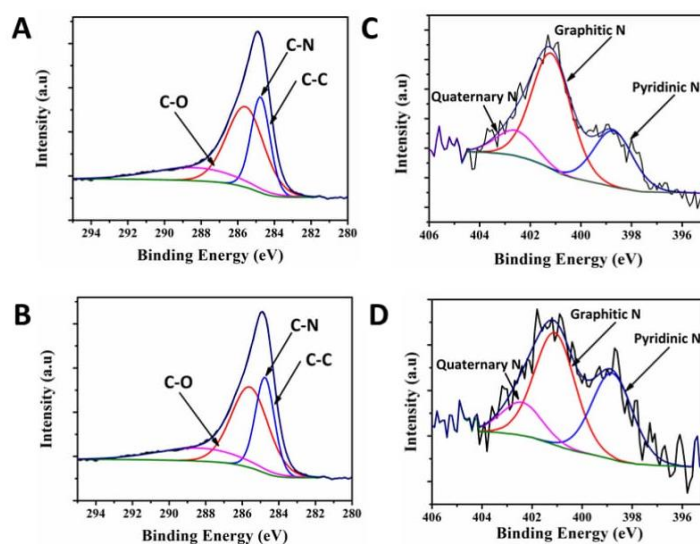 A
C-N
C-C
C-O
Intensity (a.u)
294 292 290 288 286 284 282 280
Binding Energy (eV)
C
Graphitic N
Quaternary N
Pyridinic N
Intensity (a.u)
406 404 402 400 398 396
Binding Energy (eV)
B
C-N
C-C
C-O
Intensity (a.u)
294 292 290 288 286 284 282 280
Binding Energy (eV)
D
Graphitic N
Quaternary N
Pyridinic N
Intensity (a.u)
406 404 402 400 398 396
Binding Energy (eV)